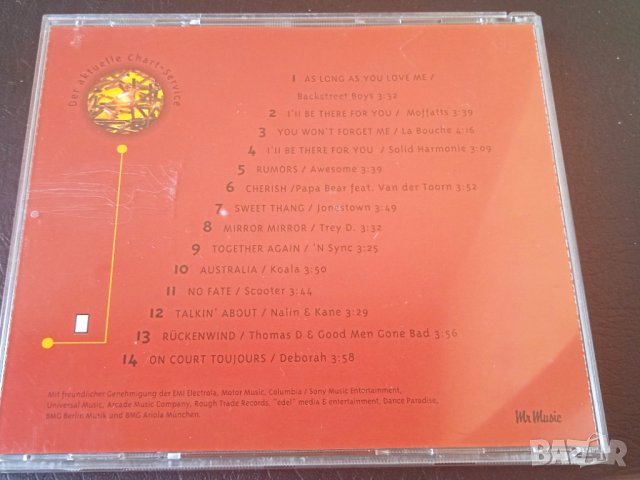 Der aktuelle Chart-Service
1 AS LONG AS YOU LOVE ME /
Backstreet Boys 3:32
2 I'll BE THERE FOR YOU / Moffatts 3:39
3 YOU WON'T FORGET ME / La Bouche 4:16
4 I'll BE THERE FOR YOU / Solid Harmonie 3:09
5 RUMORS / Awesome 3:39
6 CHERISH /Papa Bear feat. Van der Toorn 3:52
7 SWEET THANG / Jonestown 3:49
8 MIRROR MIRROR / Trey D. 3:32
9 TOGETHER AGAIN / 'N Sync 3:25
10 AUSTRALIA / Koala 3:50
11 NO FATE / Scooter 3:44
12 TALKIN' ABOUT / Nalin & Kane 3:29
13 RÜCKENWIND / Thomas D & Good Men Gone Bad 3:56
14 ON COURT TOUJOURS / Deborah 3:58
Mit freundlicher Genehmigung der EMI Electrola, Motor Music, Columbia / Sony Music Entertainment,
Universal Music, Arcade Music Company, Rough Trade Records, "edel" media & entertainment, Dance Paradise,
BMG Berlin Musik und BMG Ariola München.
Mr Music
BAZAR